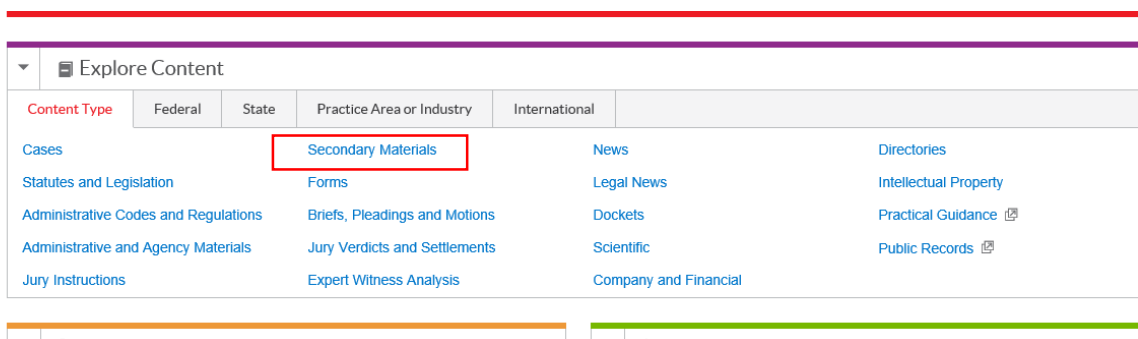 Explore Content
Content Type Federal State Practice Area or Industry International
Cases Secondary Materials News Directories
Statutes and Legislation Forms Legal News Intellectual Property
Administrative Codes and Regulations Briefs, Pleadings and Motions Dockets Practical Guidance
Administrative and Agency Materials Jury Verdicts and Settlements Scientific Public Records
Jury Instructions Expert Witness Analysis Company and Financial